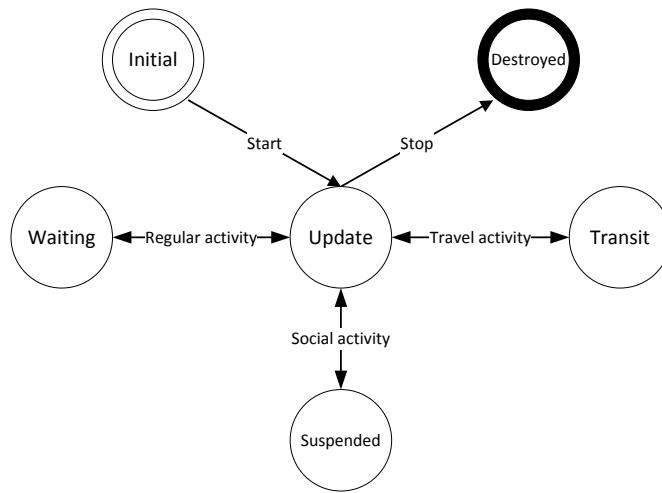 Initial
Destroyed
Start
Stop
Waiting
Regular activity
Update
Travel activity
Transit
Social activity
Suspended